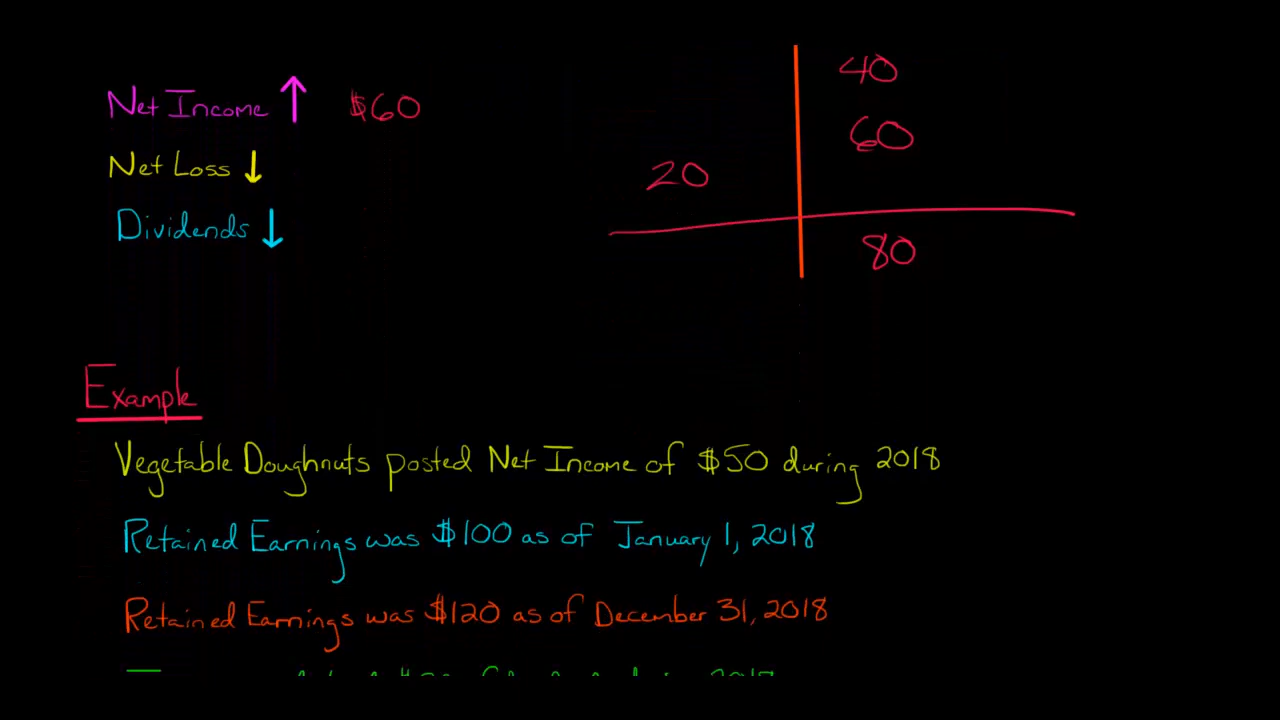 Net Income ↑ $60
Net Loss ↓
Dividends ↓
40
60
20
80
Example
Vegetable Doughnuts posted Net Income of $50 during 2018
Retained Earnings was $100 as of January 1, 2018
Retained Earnings was $120 as of December 31, 2018